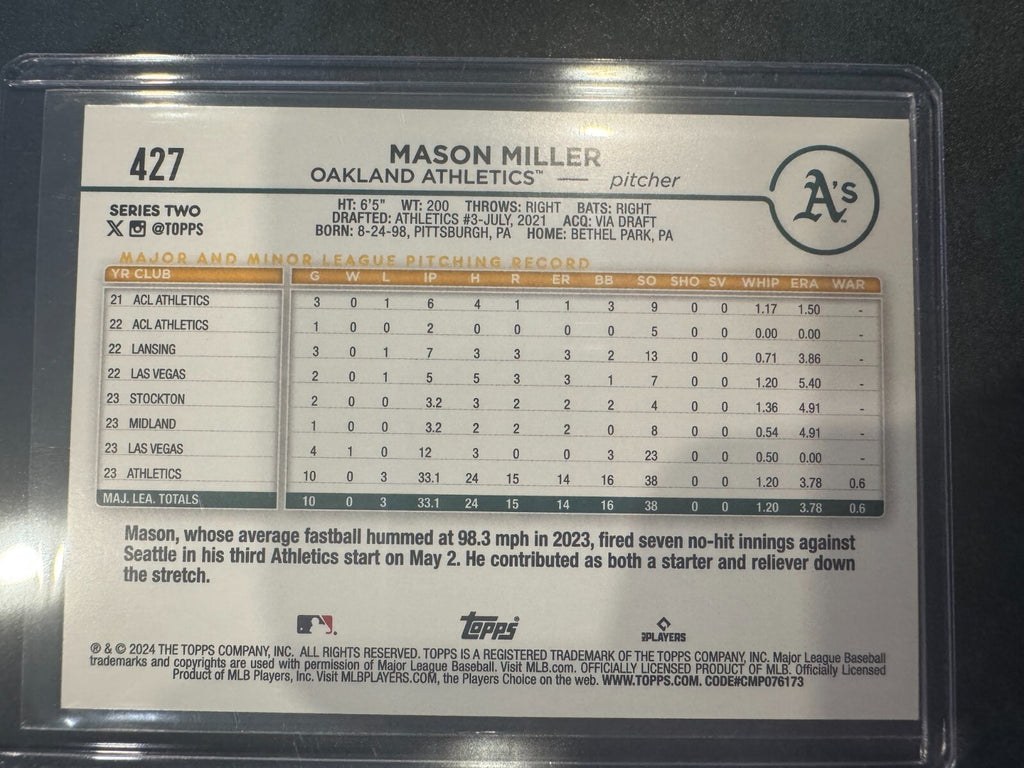 427
MASON MILLER
OAKLAND ATHLETICS™ — pitcher
A's
SERIES TWO
X @TOPPS
HT: 6'5" WT: 200 THROWS: RIGHT BATS: RIGHT
DRAFTED: ATHLETICS #3-JULY, 2021 ACQ: VIA DRAFT
BORN: 8-24-98, PITTSBURGH, PA HOME: BETHEL PARK, PA
MAJOR AND MINOR LEAGUE PITCHING RECORD
YR CLUB G W L IP H R ER BB SO SHO SV WHIP ERA WAR
21 ACL ATHLETICS 3 0 1 6 4 1 1 3 9 0 0 1.17 1.50 -
22 ACL ATHLETICS 1 0 0 2 0 0 0 0 5 0 0 0.00 0.00 -
22 LANSING 3 0 1 7 3 3 3 2 13 0 0 0.71 3.86 -
22 LAS VEGAS 2 0 1 5 5 3 3 1 7 0 0 1.20 5.40 -
23 STOCKTON 2 0 0 3.2 3 2 2 2 4 0 0 1.36 4.91 -
23 MIDLAND 1 0 0 3.2 2 2 2 0 8 0 0 0.54 4.91 -
23 LAS VEGAS 4 1 0 12 3 0 0 3 23 0 0 0.50 0.00 -
23 ATHLETICS 10 0 3 33.1 24 15 14 16 38 0 0 1.20 3.78 0.6
MAJ. LEA. TOTALS 10 0 3 33.1 24 15 14 16 38 0 0 1.20 3.78 0.6
Mason, whose average fastball hummed at 98.3 mph in 2023, fired seven no-hit innings against
Seattle in his third Athletics start on May 2. He contributed as both a starter and reliever down
the stretch.
topps
PLAYERS
® & © 2024 THE TOPPS COMPANY, INC. ALL RIGHTS RESERVED. TOPPS IS A REGISTERED TRADEMARK OF THE TOPPS COMPANY, INC. Major League Baseball
trademarks and copyrights are used with permission of Major League Baseball. Visit MLB.com. OFFICIALLY LICENSED PRODUCT OF MLB. Officially Licensed
Product of MLB Players, Inc. Visit MLBPLAYERS.COM, the Players Choice on the web. WWW.TOPPS.COM. CODE#CMP076173